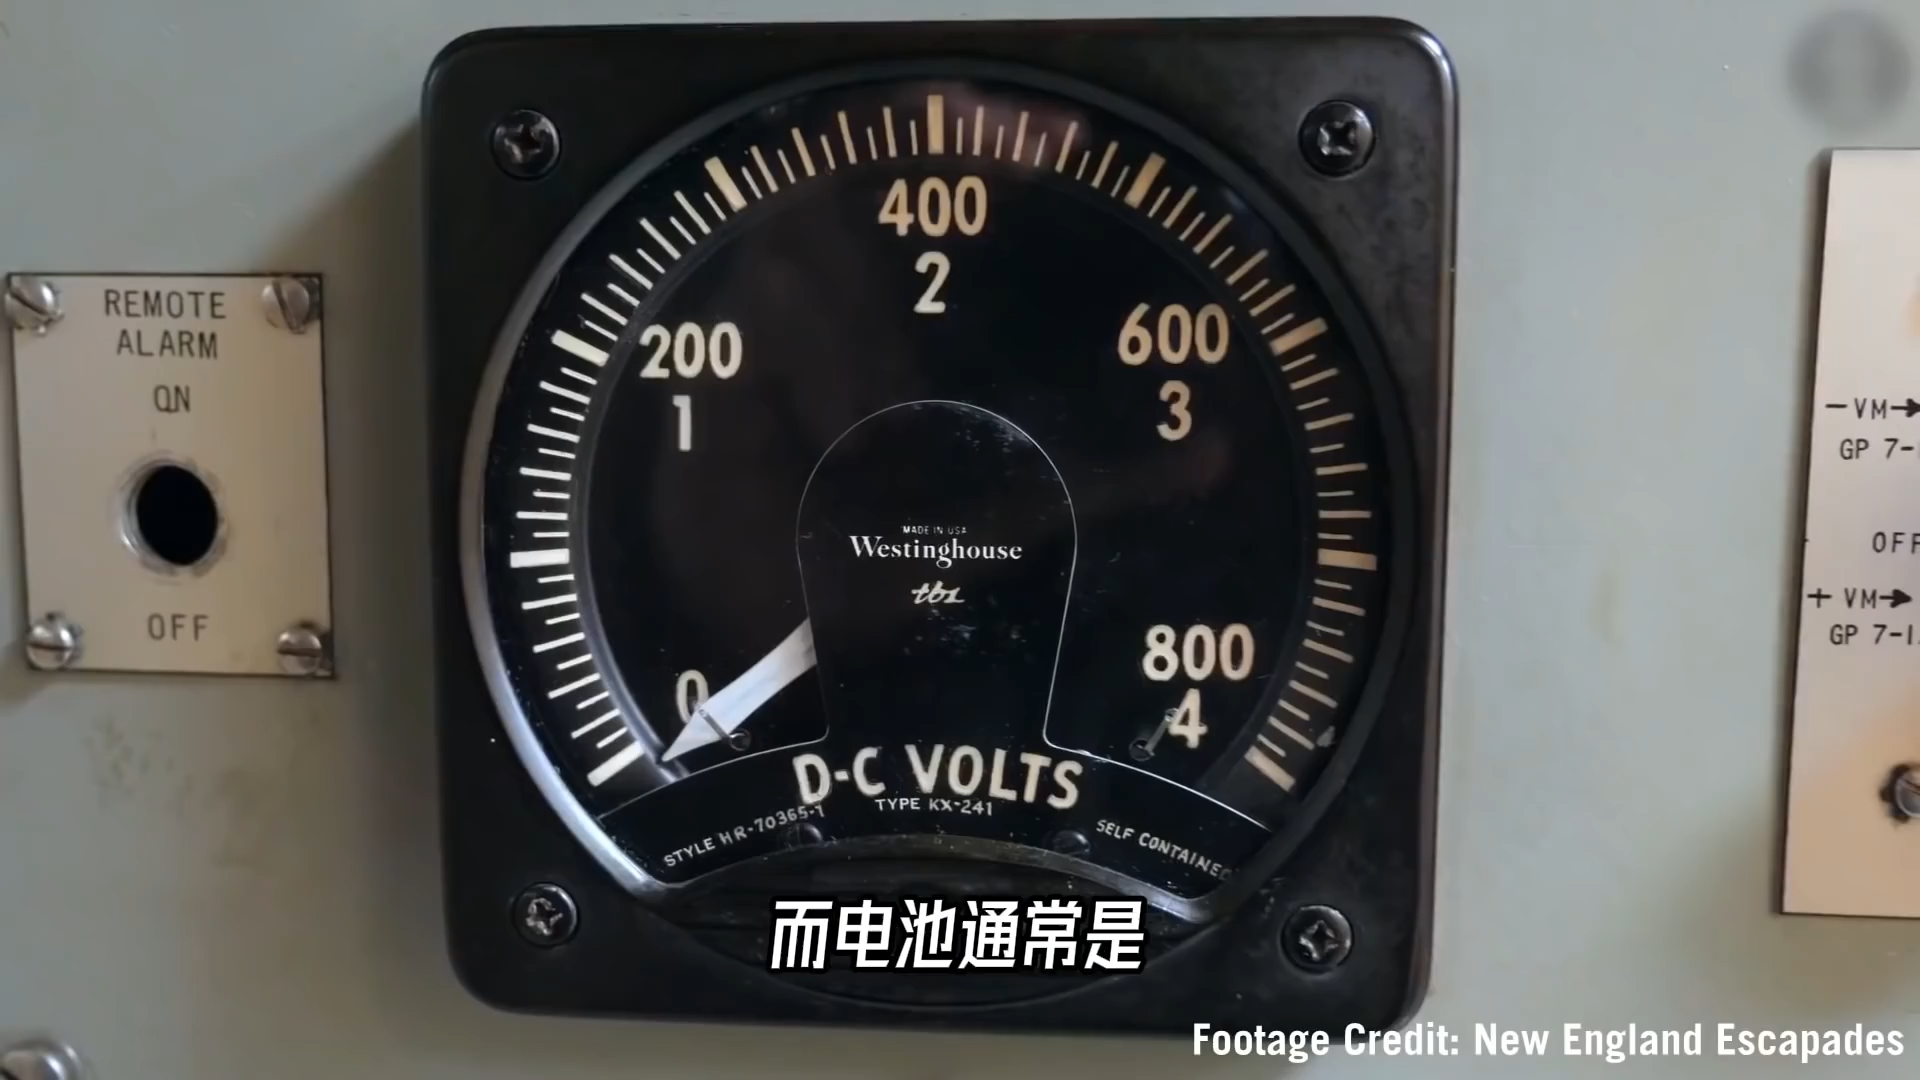 REMOTE
ALARM
ON
OFF
400
2
200
1
600
3
MADE IN USA
Westinghouse
tbs
0
800
4
D-C VOLTS
TYPE KX-241
STYLE HR-70365-1
SELF CONTAINED
-VM→
GP 7-
OFF
+ VM→
GP 7-1
而电池通常是
Footage Credit: New England Escapades